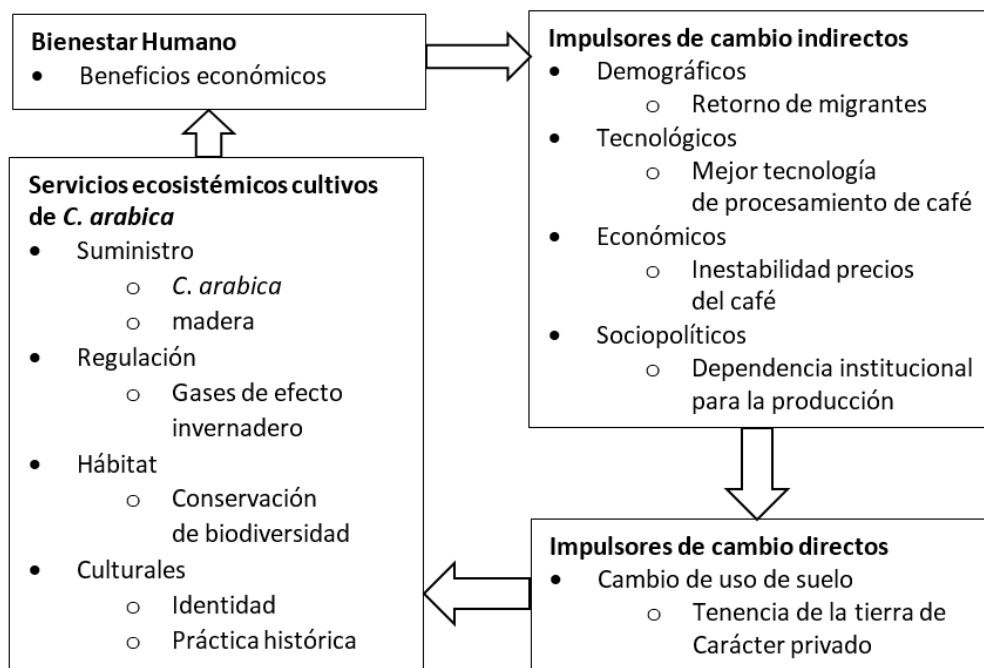 Bienestar Humano
• Beneficios económicos
Impulsores de cambio indirectos
• Demográficos
o Retorno de migrantes
• Tecnológicos
o Mejor tecnología
de procesamiento de café
• Económicos
o Inestabilidad precios
del café
• Sociopolíticos
o Dependencia institucional
para la producción
Impulsores de cambio directos
• Cambio de uso de suelo
o Tenencia de la tierra de
Carácter privado
Servicios ecosistémicos cultivos
de C. arabica
• Suministro
o C. arabica
o madera
• Regulación
o Gases de efecto
invernadero
• Hábitat
o Conservación
de biodiversidad
• Culturales
o Identidad
o Práctica histórica